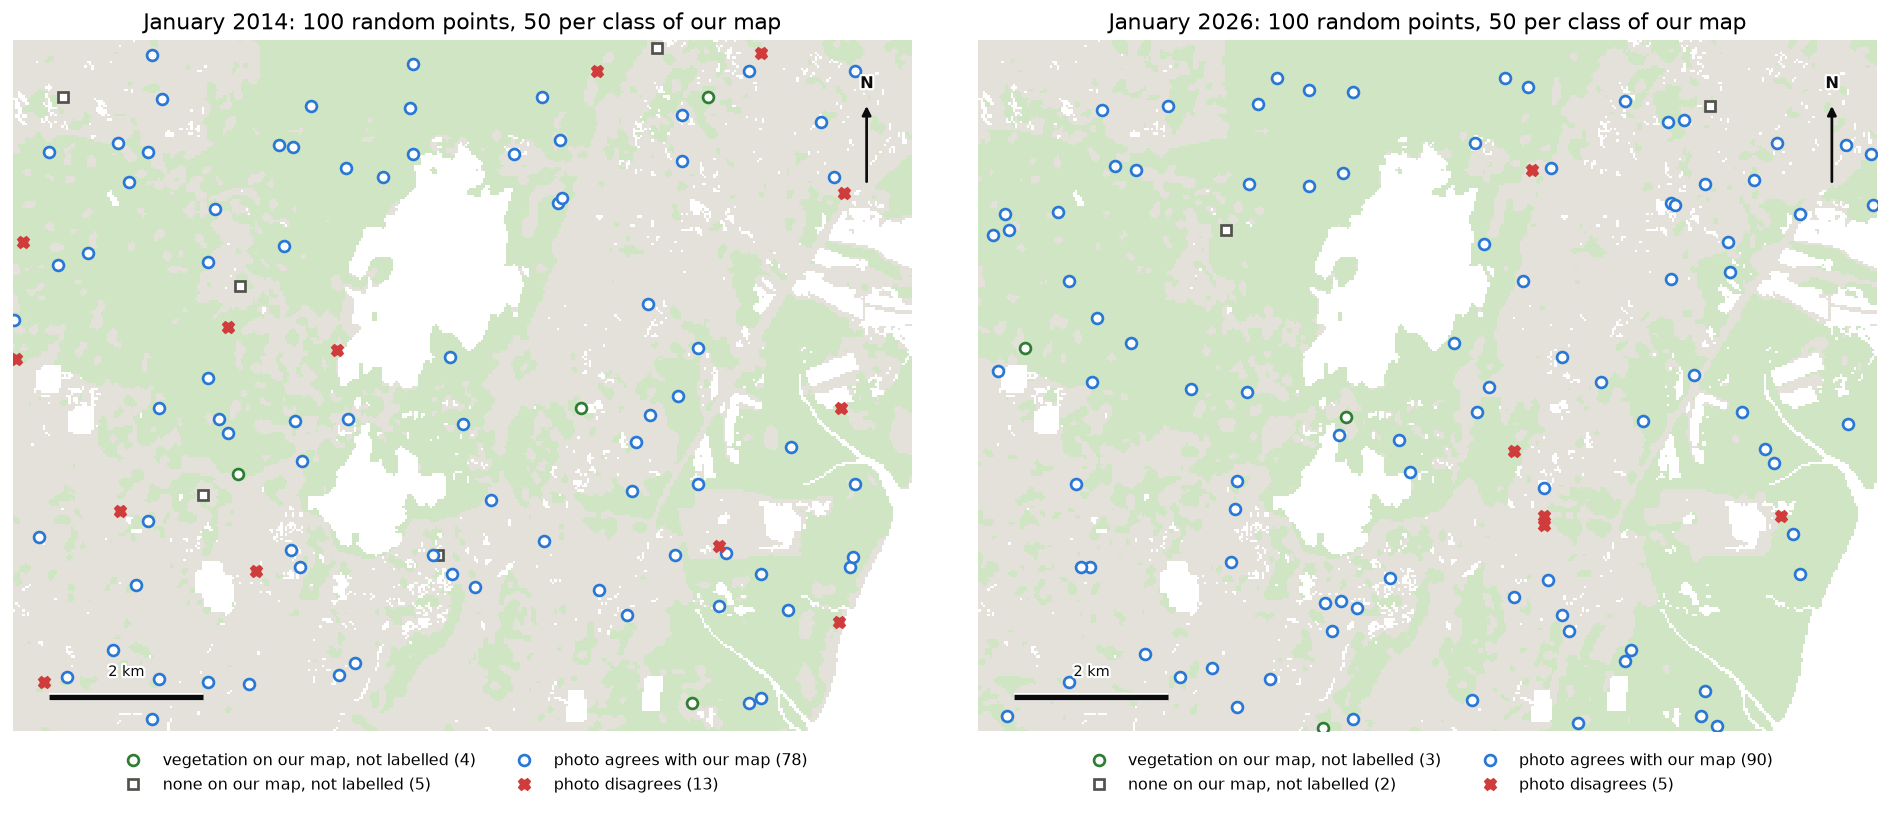 January 2014: 100 random points, 50 per class of our map
N
2 km
vegetation on our map, not labelled (4)
none on our map, not labelled (5)
photo agrees with our map (78)
photo disagrees (13)
January 2026: 100 random points, 50 per class of our map
N
2 km
vegetation on our map, not labelled (3)
none on our map, not labelled (2)
photo agrees with our map (90)
photo disagrees (5)